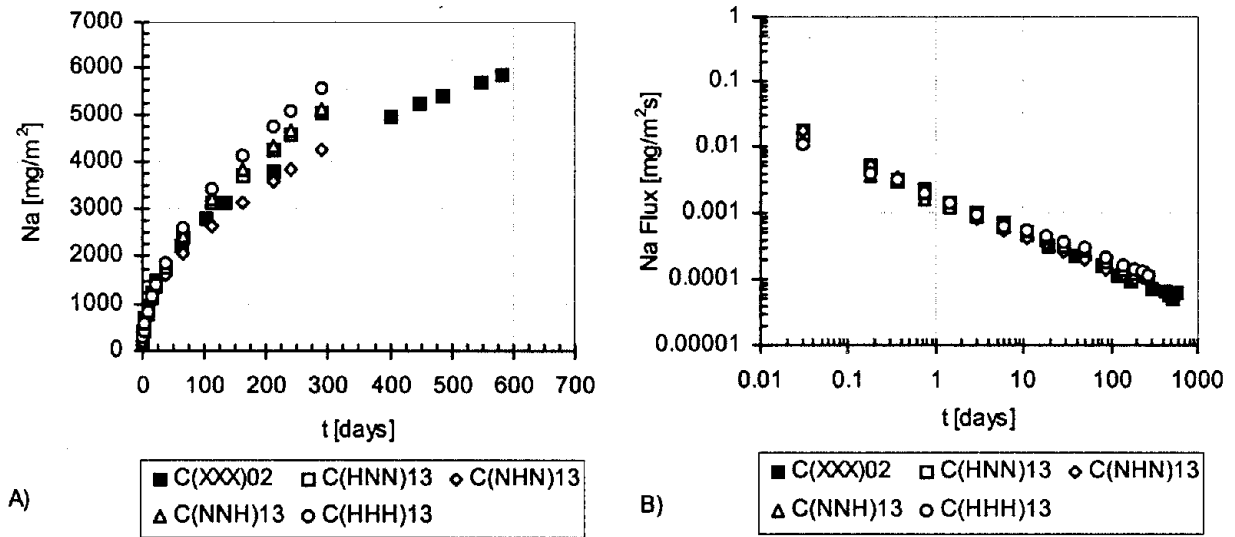 7000
6000
5000
4000
3000
2000
1000
0
Na [mg/m²]
0 100 200 300 400 500 600 700
t [days]
■ C(XXX)02 □ C(HNN)13 ◇ C(NHN)13
△ C(NNH)13 ○ C(HHH)13
A)
1
0.1
0.01
0.001
0.0001
0.00001
Na Flux [mg/m²s]
0.01 0.1 1 10 100 1000
t [days]
■ C(XXX)02 □ C(HNN)13 ◇ C(NHN)13
△ C(NNH)13 ○ C(HHH)13
B)